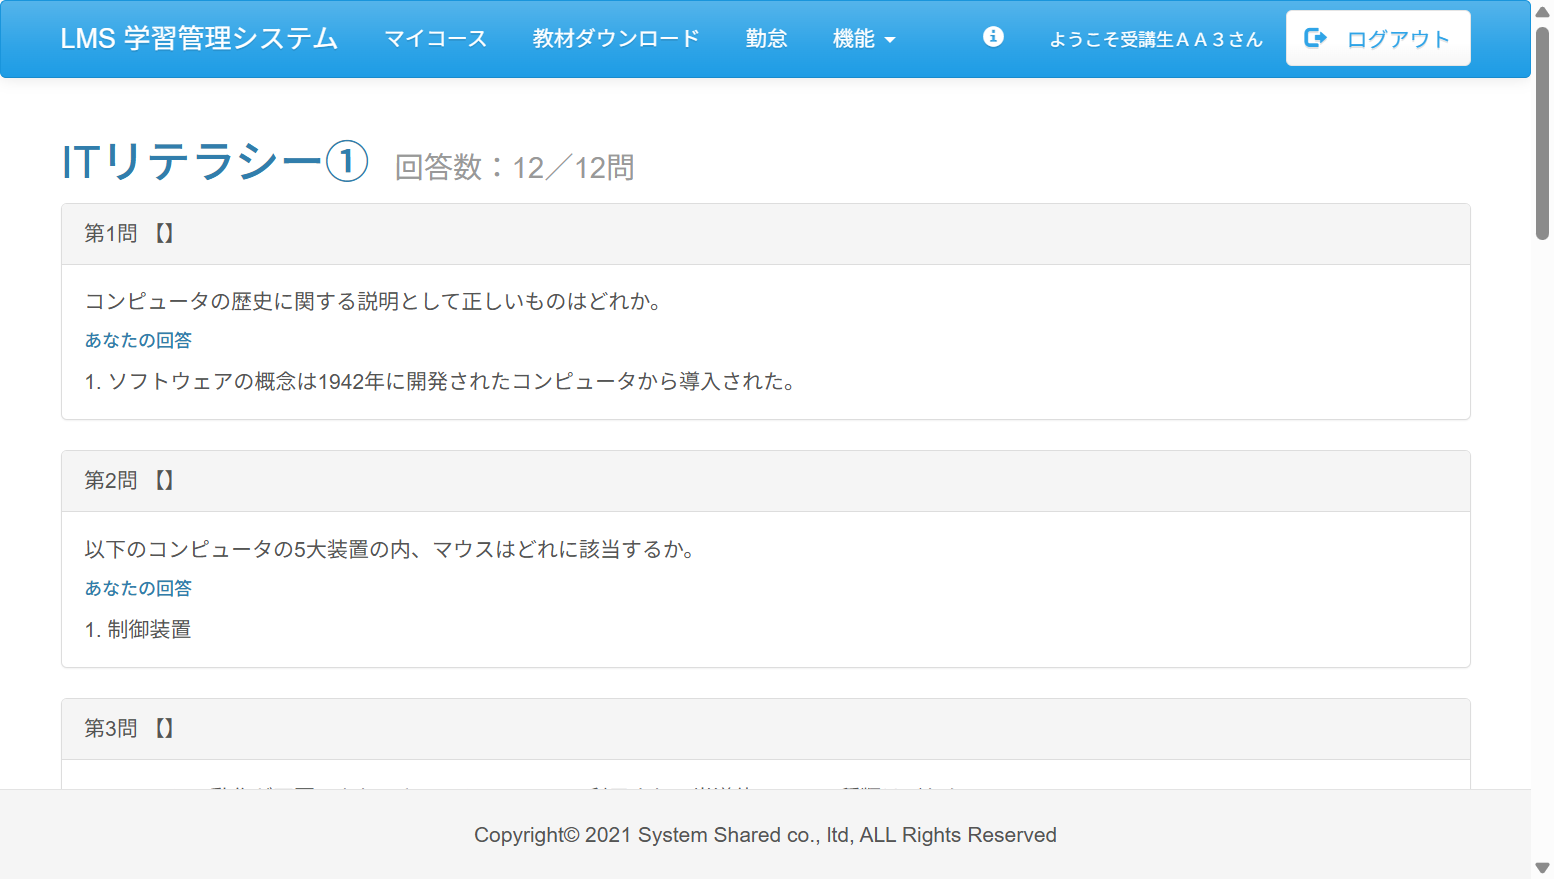 LMS 学習管理システム マイコース 教材ダウンロード 勤怠 機能 ようこそ受講生ＡＡ３さん ログアウト
ITリテラシー① 回答数：12／12問
第1問 【】
コンピュータの歴史に関する説明として正しいものはどれか。
あなたの回答
1. ソフトウェアの概念は1942年に開発されたコンピュータから導入された。
第2問 【】
以下のコンピュータの5大装置の内、マウスはどれに該当するか。
あなたの回答
1. 制御装置
第3問 【】
Copyright© 2021 System Shared co., ltd, ALL Rights Reserved